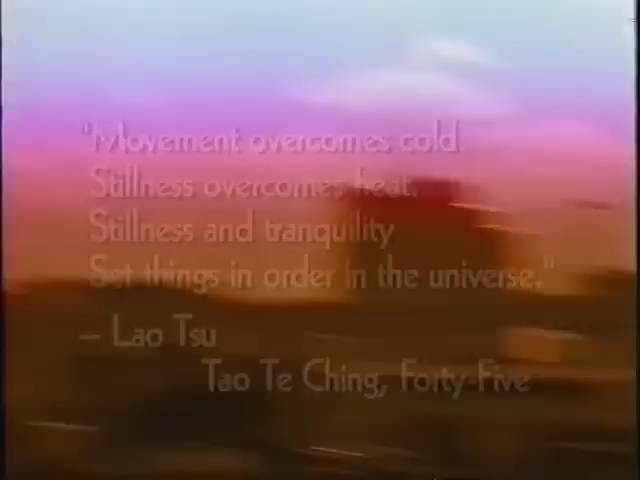 "Movement overcomes cold.
Stillness overcomes heat.
Stillness and tranquility
Set things in order in the universe."
– Lao Tsu
Tao Te Ching, Forty-Five